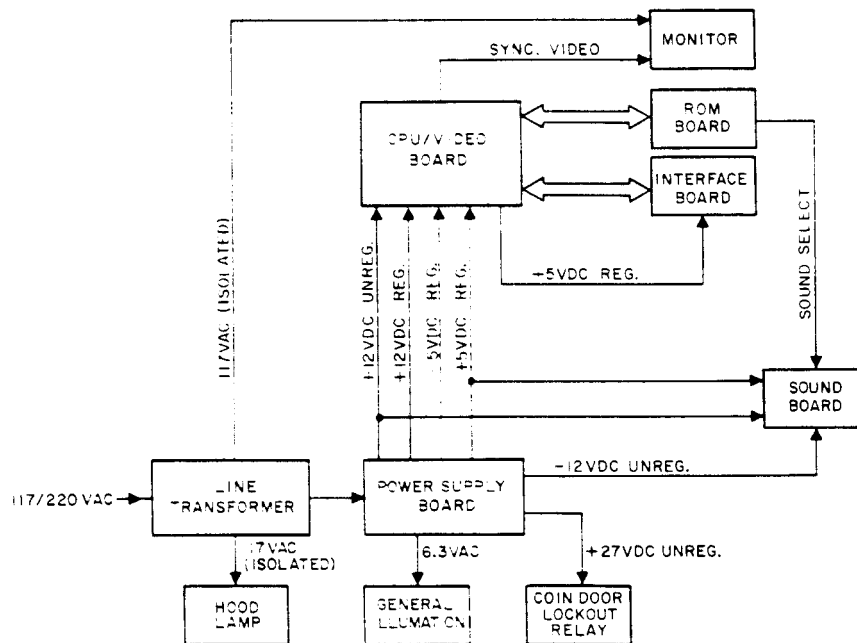 MONITOR
SYNC. VIDEO
CPU/VIDEO
BOARD
ROM
BOARD
INTERFACE
BOARD
117VAC (ISOLATED)
+12VDC UNREG.
+12VDC REG.
-5VDC REG.
+5VDC REG.
+5VDC REG.
SOUND SELECT
SOUND
BOARD
-12VDC UNREG.
117/220 VAC
LINE
TRANSFORMER
POWER SUPPLY
BOARD
17VAC
(ISOLATED)
6.3VAC
+27VDC UNREG.
HOOD
LAMP
GENERAL
ILLUMATION
COIN DOOR
LOCKOUT
RELAY